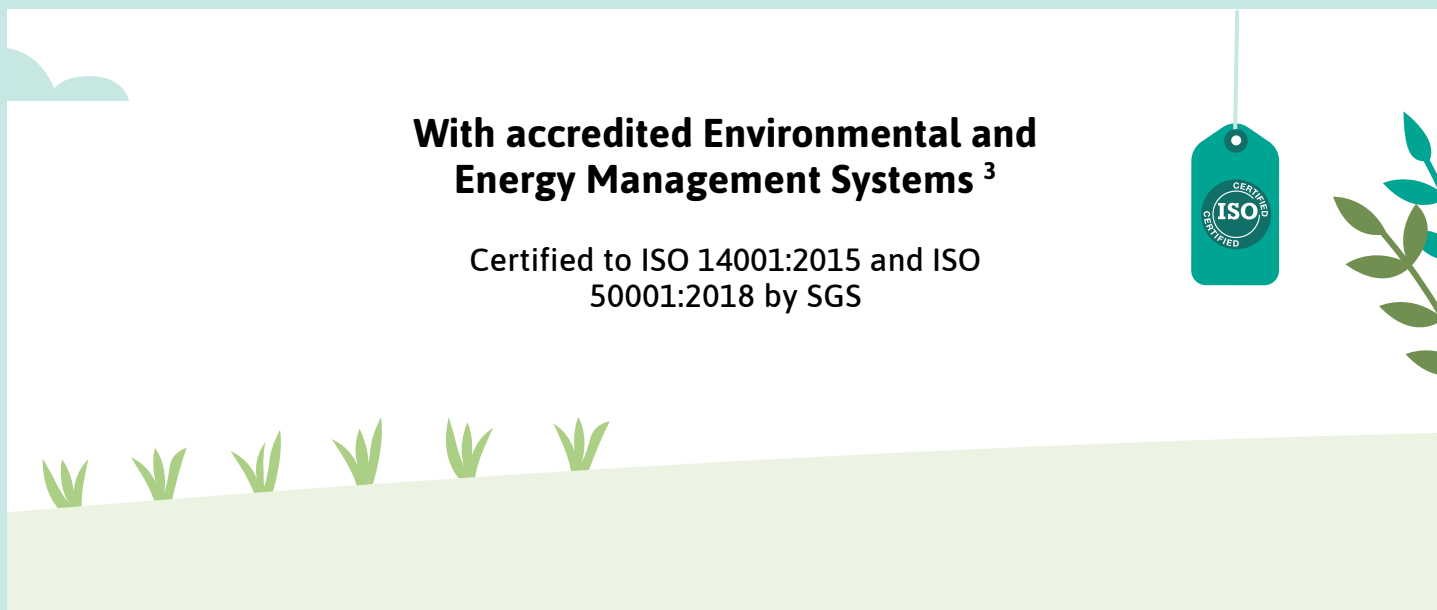 With accredited Environmental and
Energy Management Systems ³
Certified to ISO 14001:2015 and ISO
50001:2018 by SGS
CERTIFIED
ISO
CERTIFIED